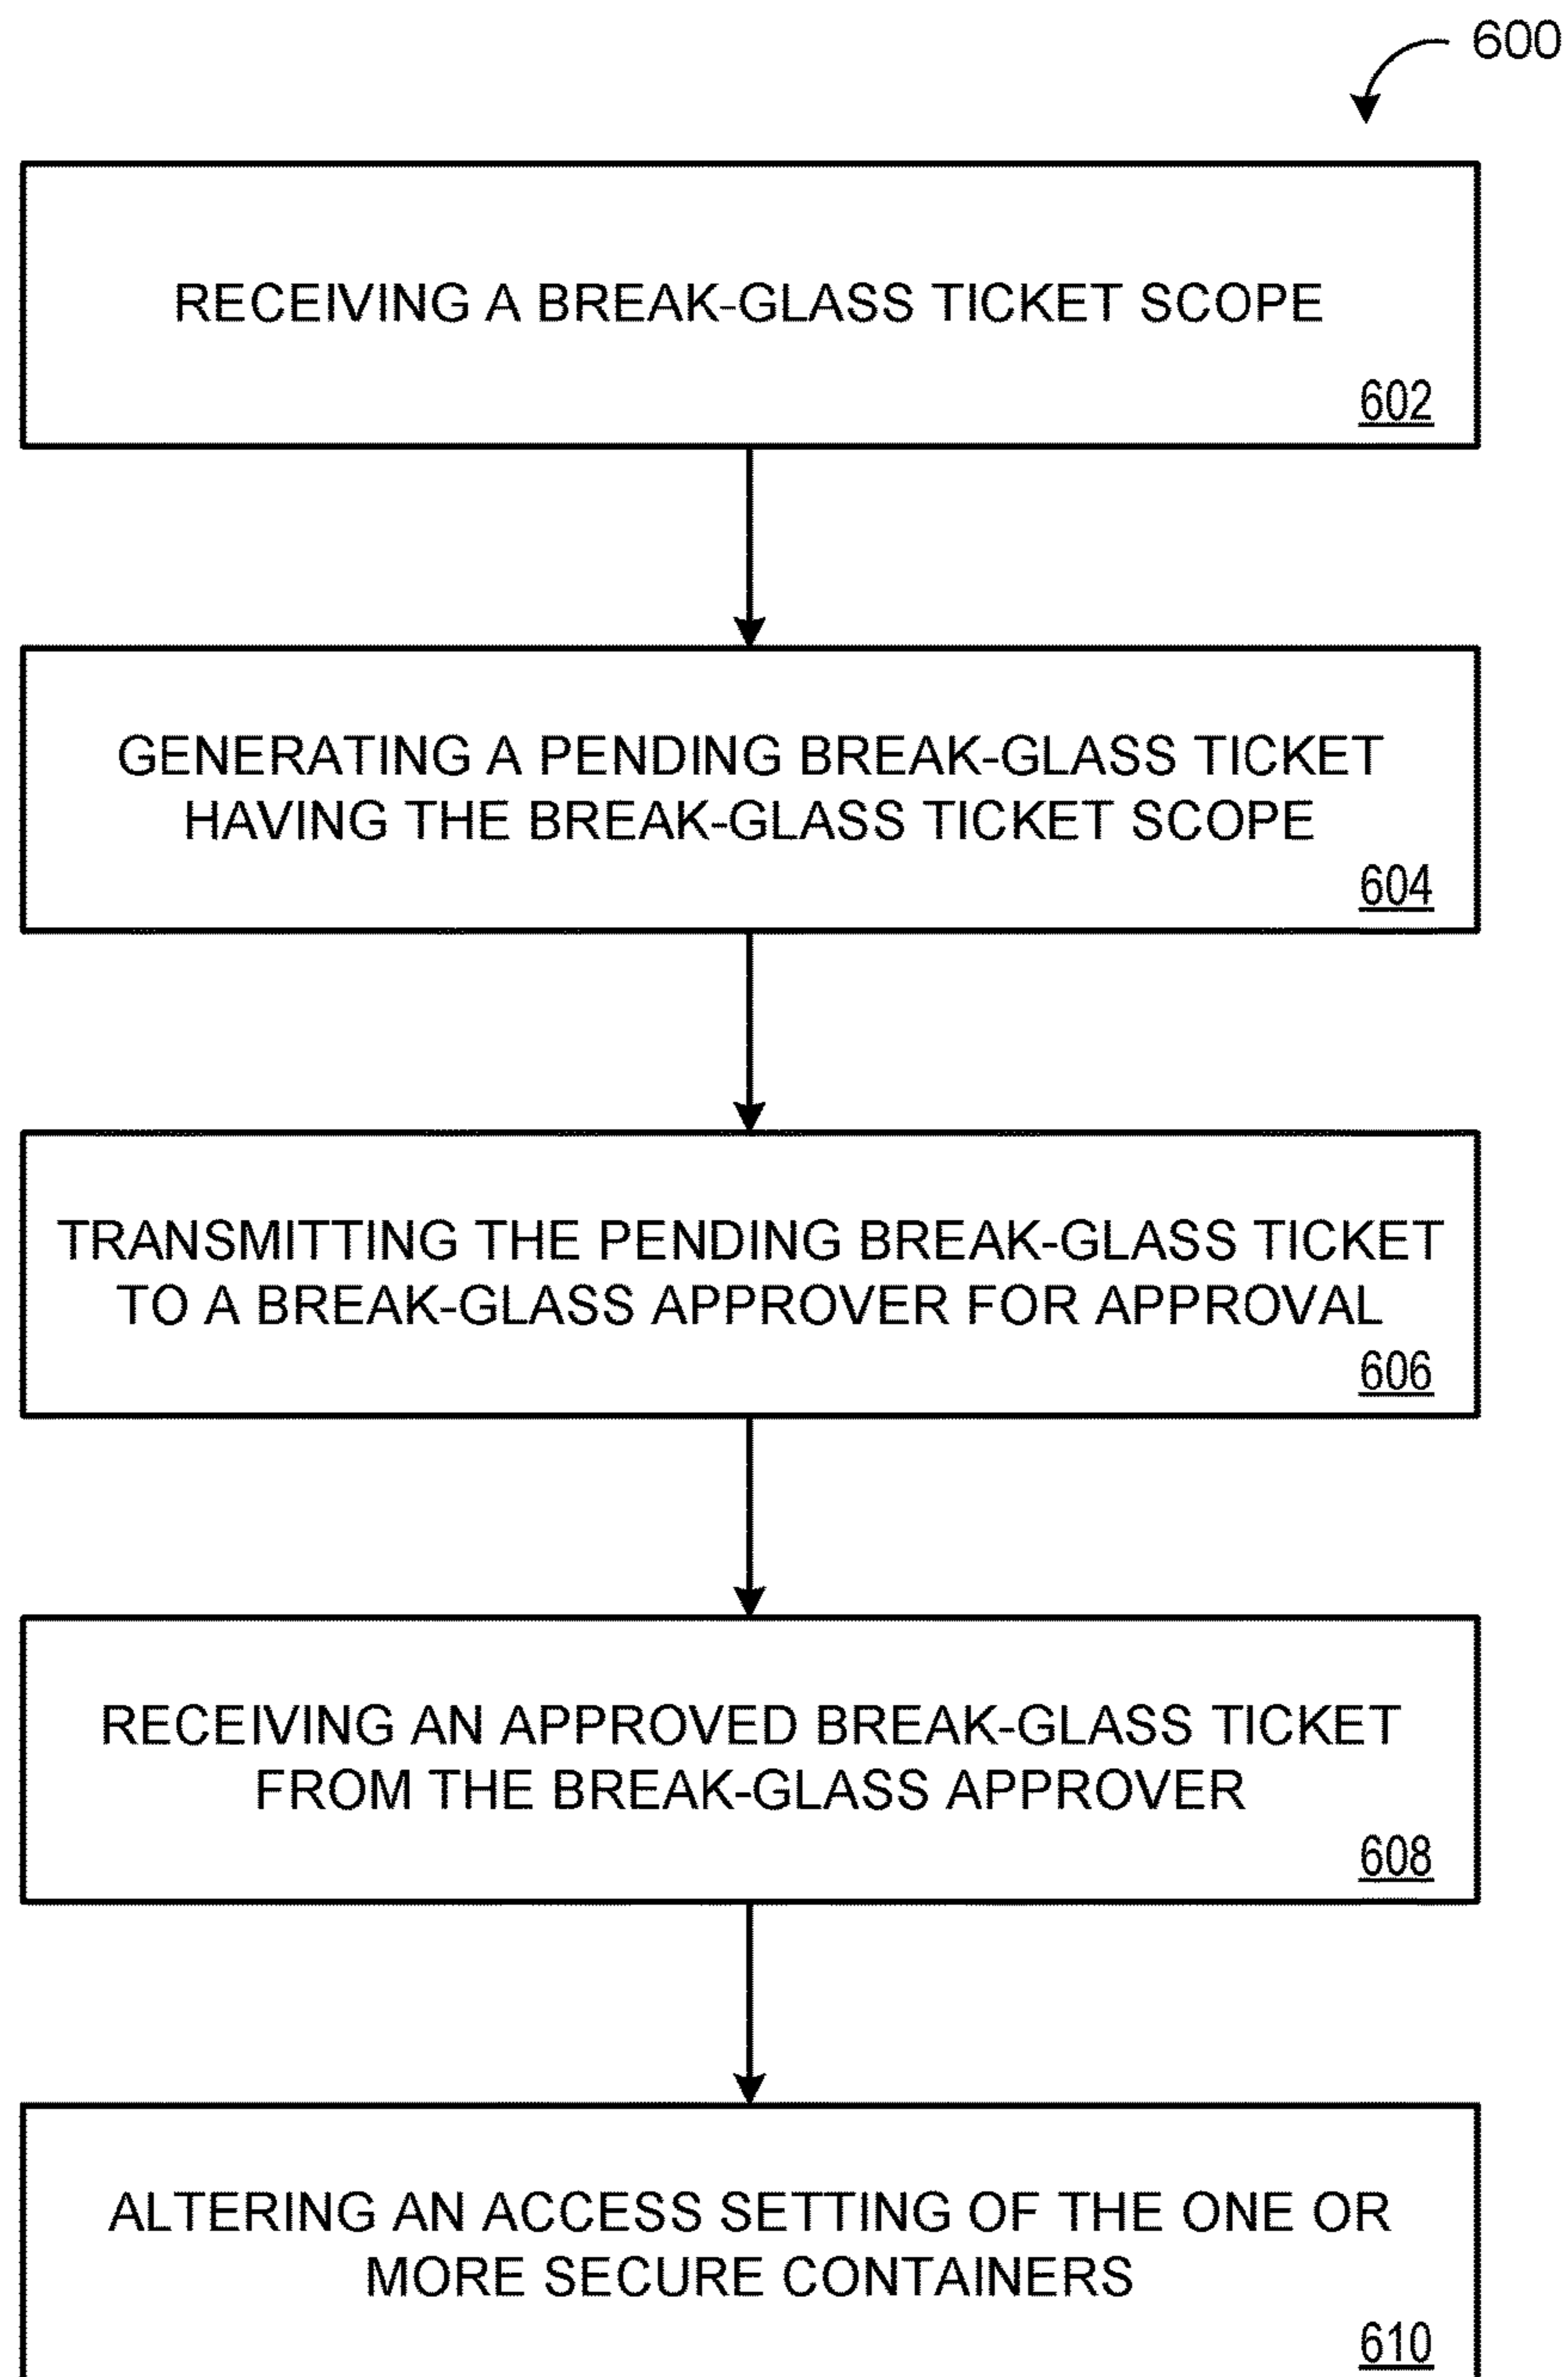 600
RECEIVING A BREAK-GLASS TICKET SCOPE
602
GENERATING A PENDING BREAK-GLASS TICKET
HAVING THE BREAK-GLASS TICKET SCOPE
604
TRANSMITTING THE PENDING BREAK-GLASS TICKET
TO A BREAK-GLASS APPROVER FOR APPROVAL
606
RECEIVING AN APPROVED BREAK-GLASS TICKET
FROM THE BREAK-GLASS APPROVER
608
ALTERING AN ACCESS SETTING OF THE ONE OR
MORE SECURE CONTAINERS
610